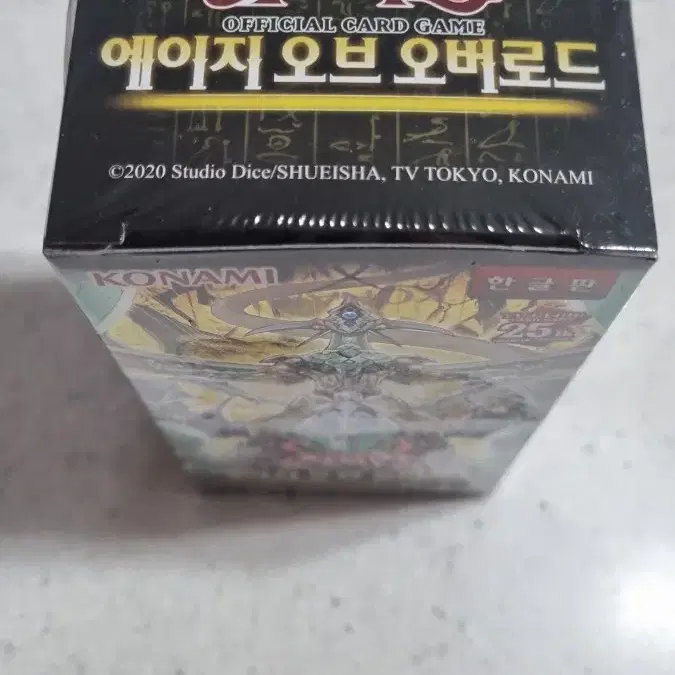 OFFICIAL CARD GAME
에이지 오브 오버로드
©2020 Studio Dice/SHUEISHA, TV TOKYO, KONAMI
KONAMI
한글판
25th